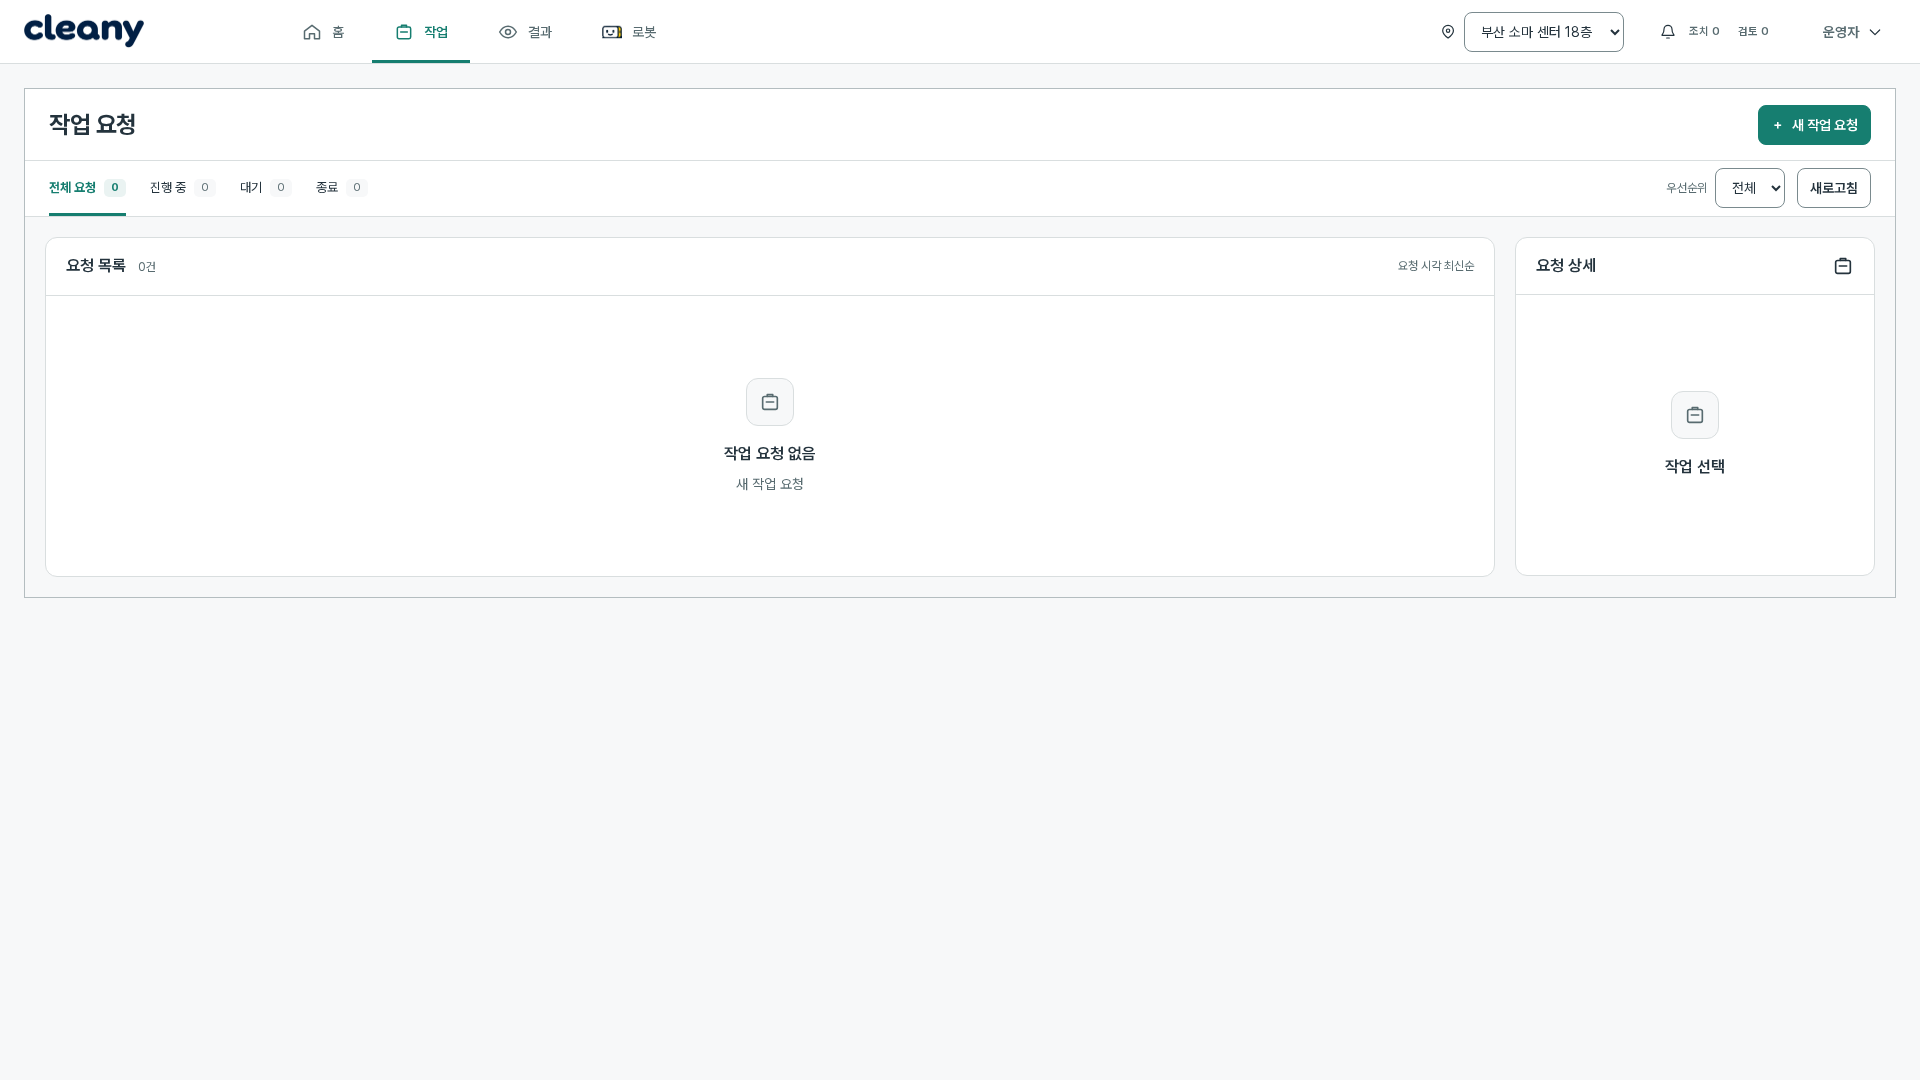 cleany
홈
작업
결과
로봇
부산 소마 센터 18층
조치 0
검토 0
운영자
작업 요청
+ 새 작업 요청
전체 요청 0
진행 중 0
대기 0
종료 0
우선순위
전체
새로고침
요청 목록 0건
요청 시각 최신순
작업 요청 없음
새 작업 요청
요청 상세
작업 선택